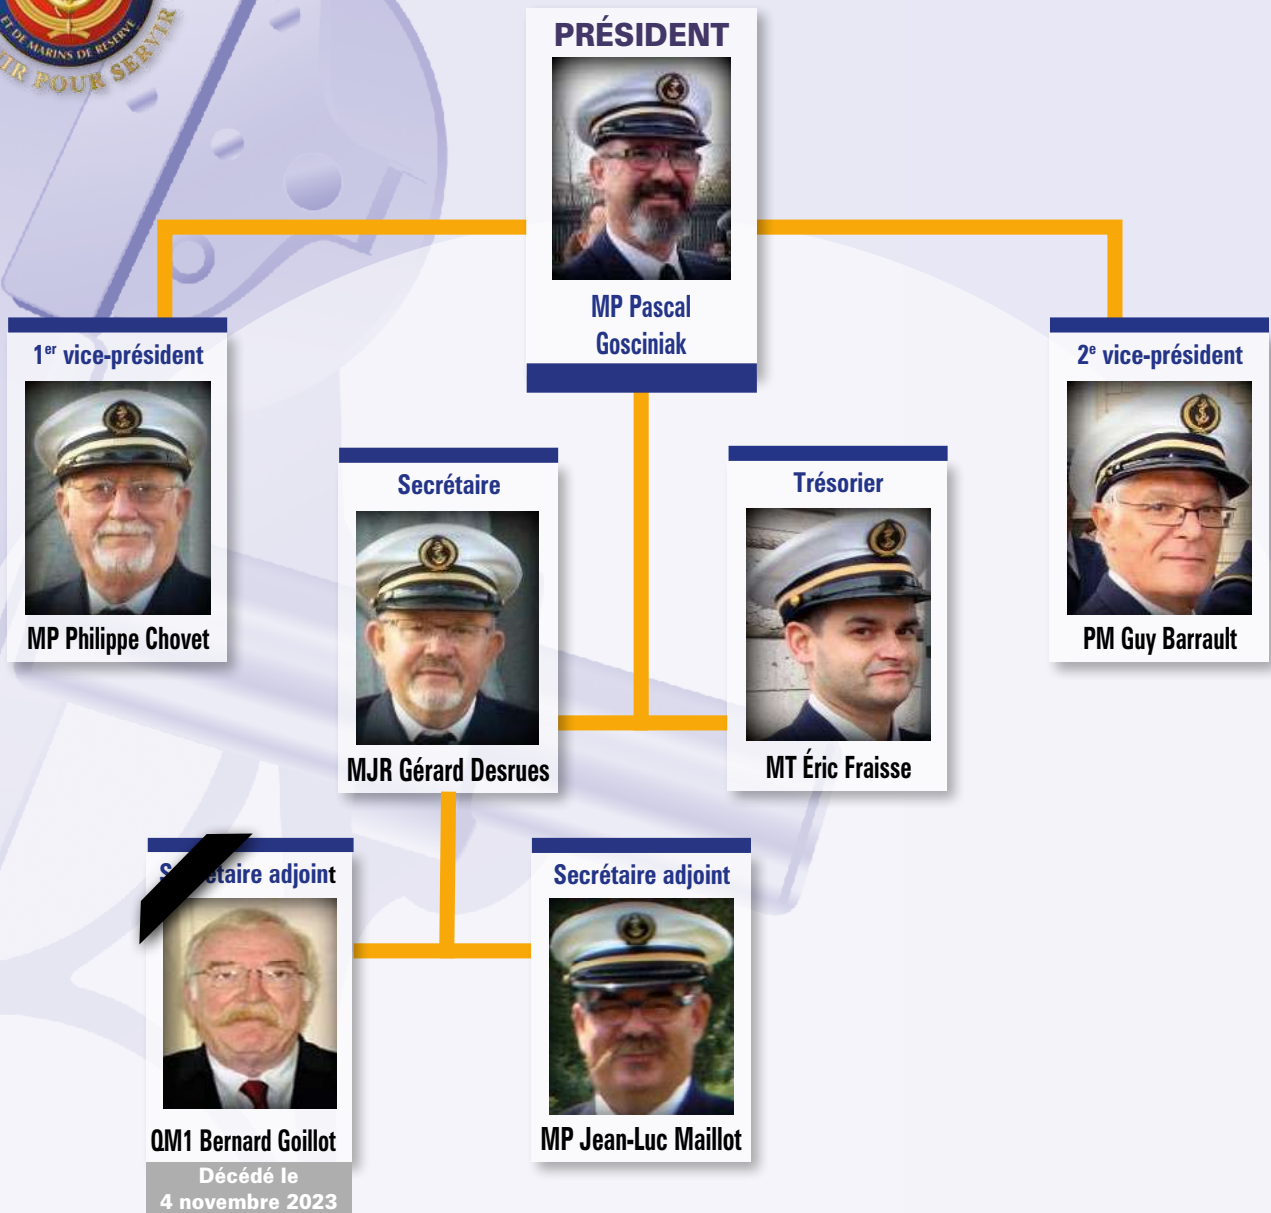 ET DE MARINS DE RESERVE
POUR SERVIR
PRÉSIDENT
MP Pascal
Gosciniak
1er vice-président
MP Philippe Chovet
2e vice-président
PM Guy Barrault
Secrétaire
MJR Gérard Desrues
Trésorier
MT Éric Fraisse
taire adjoint
QM1 Bernard Goillot
Décédé le
4 novembre 2023
Secrétaire adjoint
MP Jean-Luc Maillot